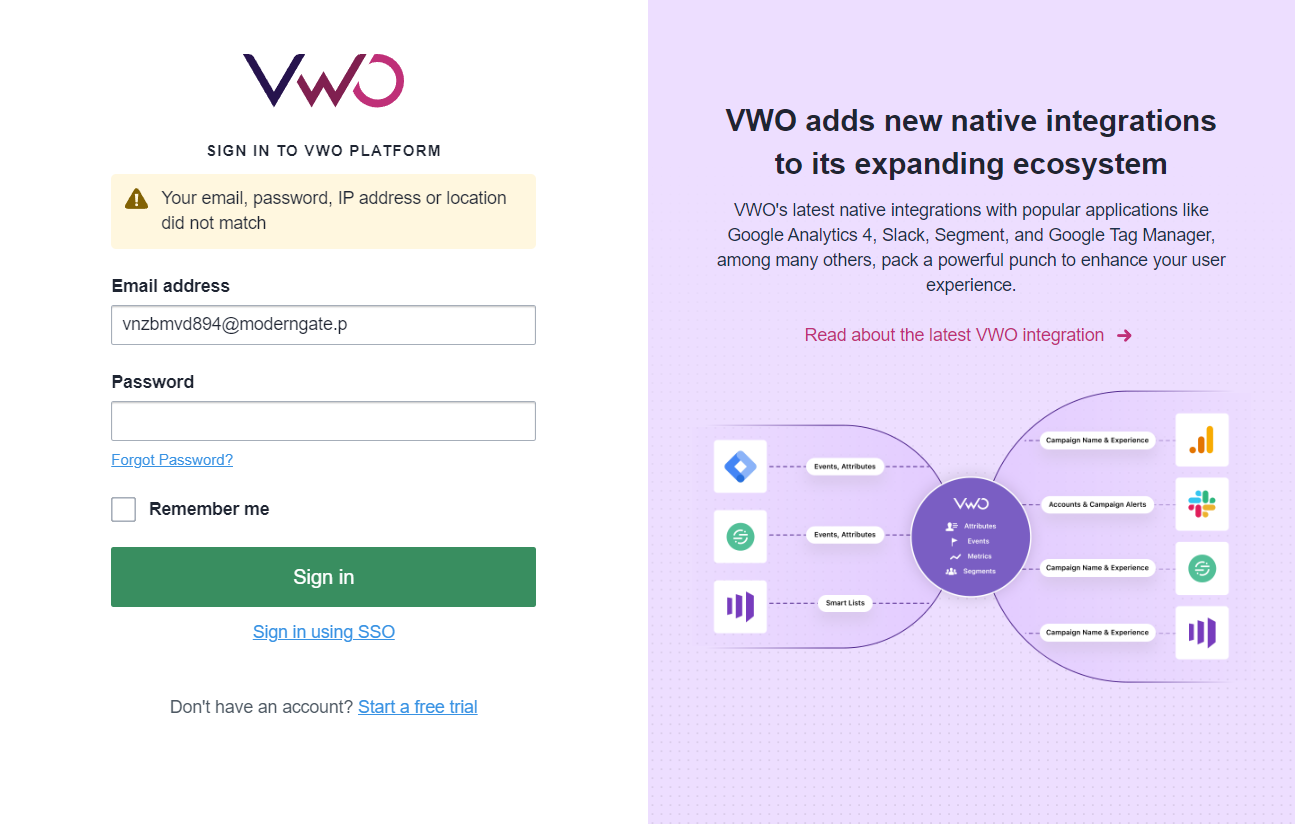 VWO
SIGN IN TO VWO PLATFORM
Your email, password, IP address or location
did not match
Email address
vnzbmvd894@moderngate.p
Password
Forgot Password?
Remember me
Sign in
Sign in using SSO
Don't have an account? Start a free trial
VWO adds new native integrations
to its expanding ecosystem
VWO's latest native integrations with popular applications like
Google Analytics 4, Slack, Segment, and Google Tag Manager,
among many others, pack a powerful punch to enhance your user
experience.
Read about the latest VWO integration
Events, Attributes
Events, Attributes
Smart Lists
VWO
Attributes
Events
Metrics
Segments
Campaign Name & Experience
Accounts & Campaign Alerts
Campaign Name & Experience
Campaign Name & Experience